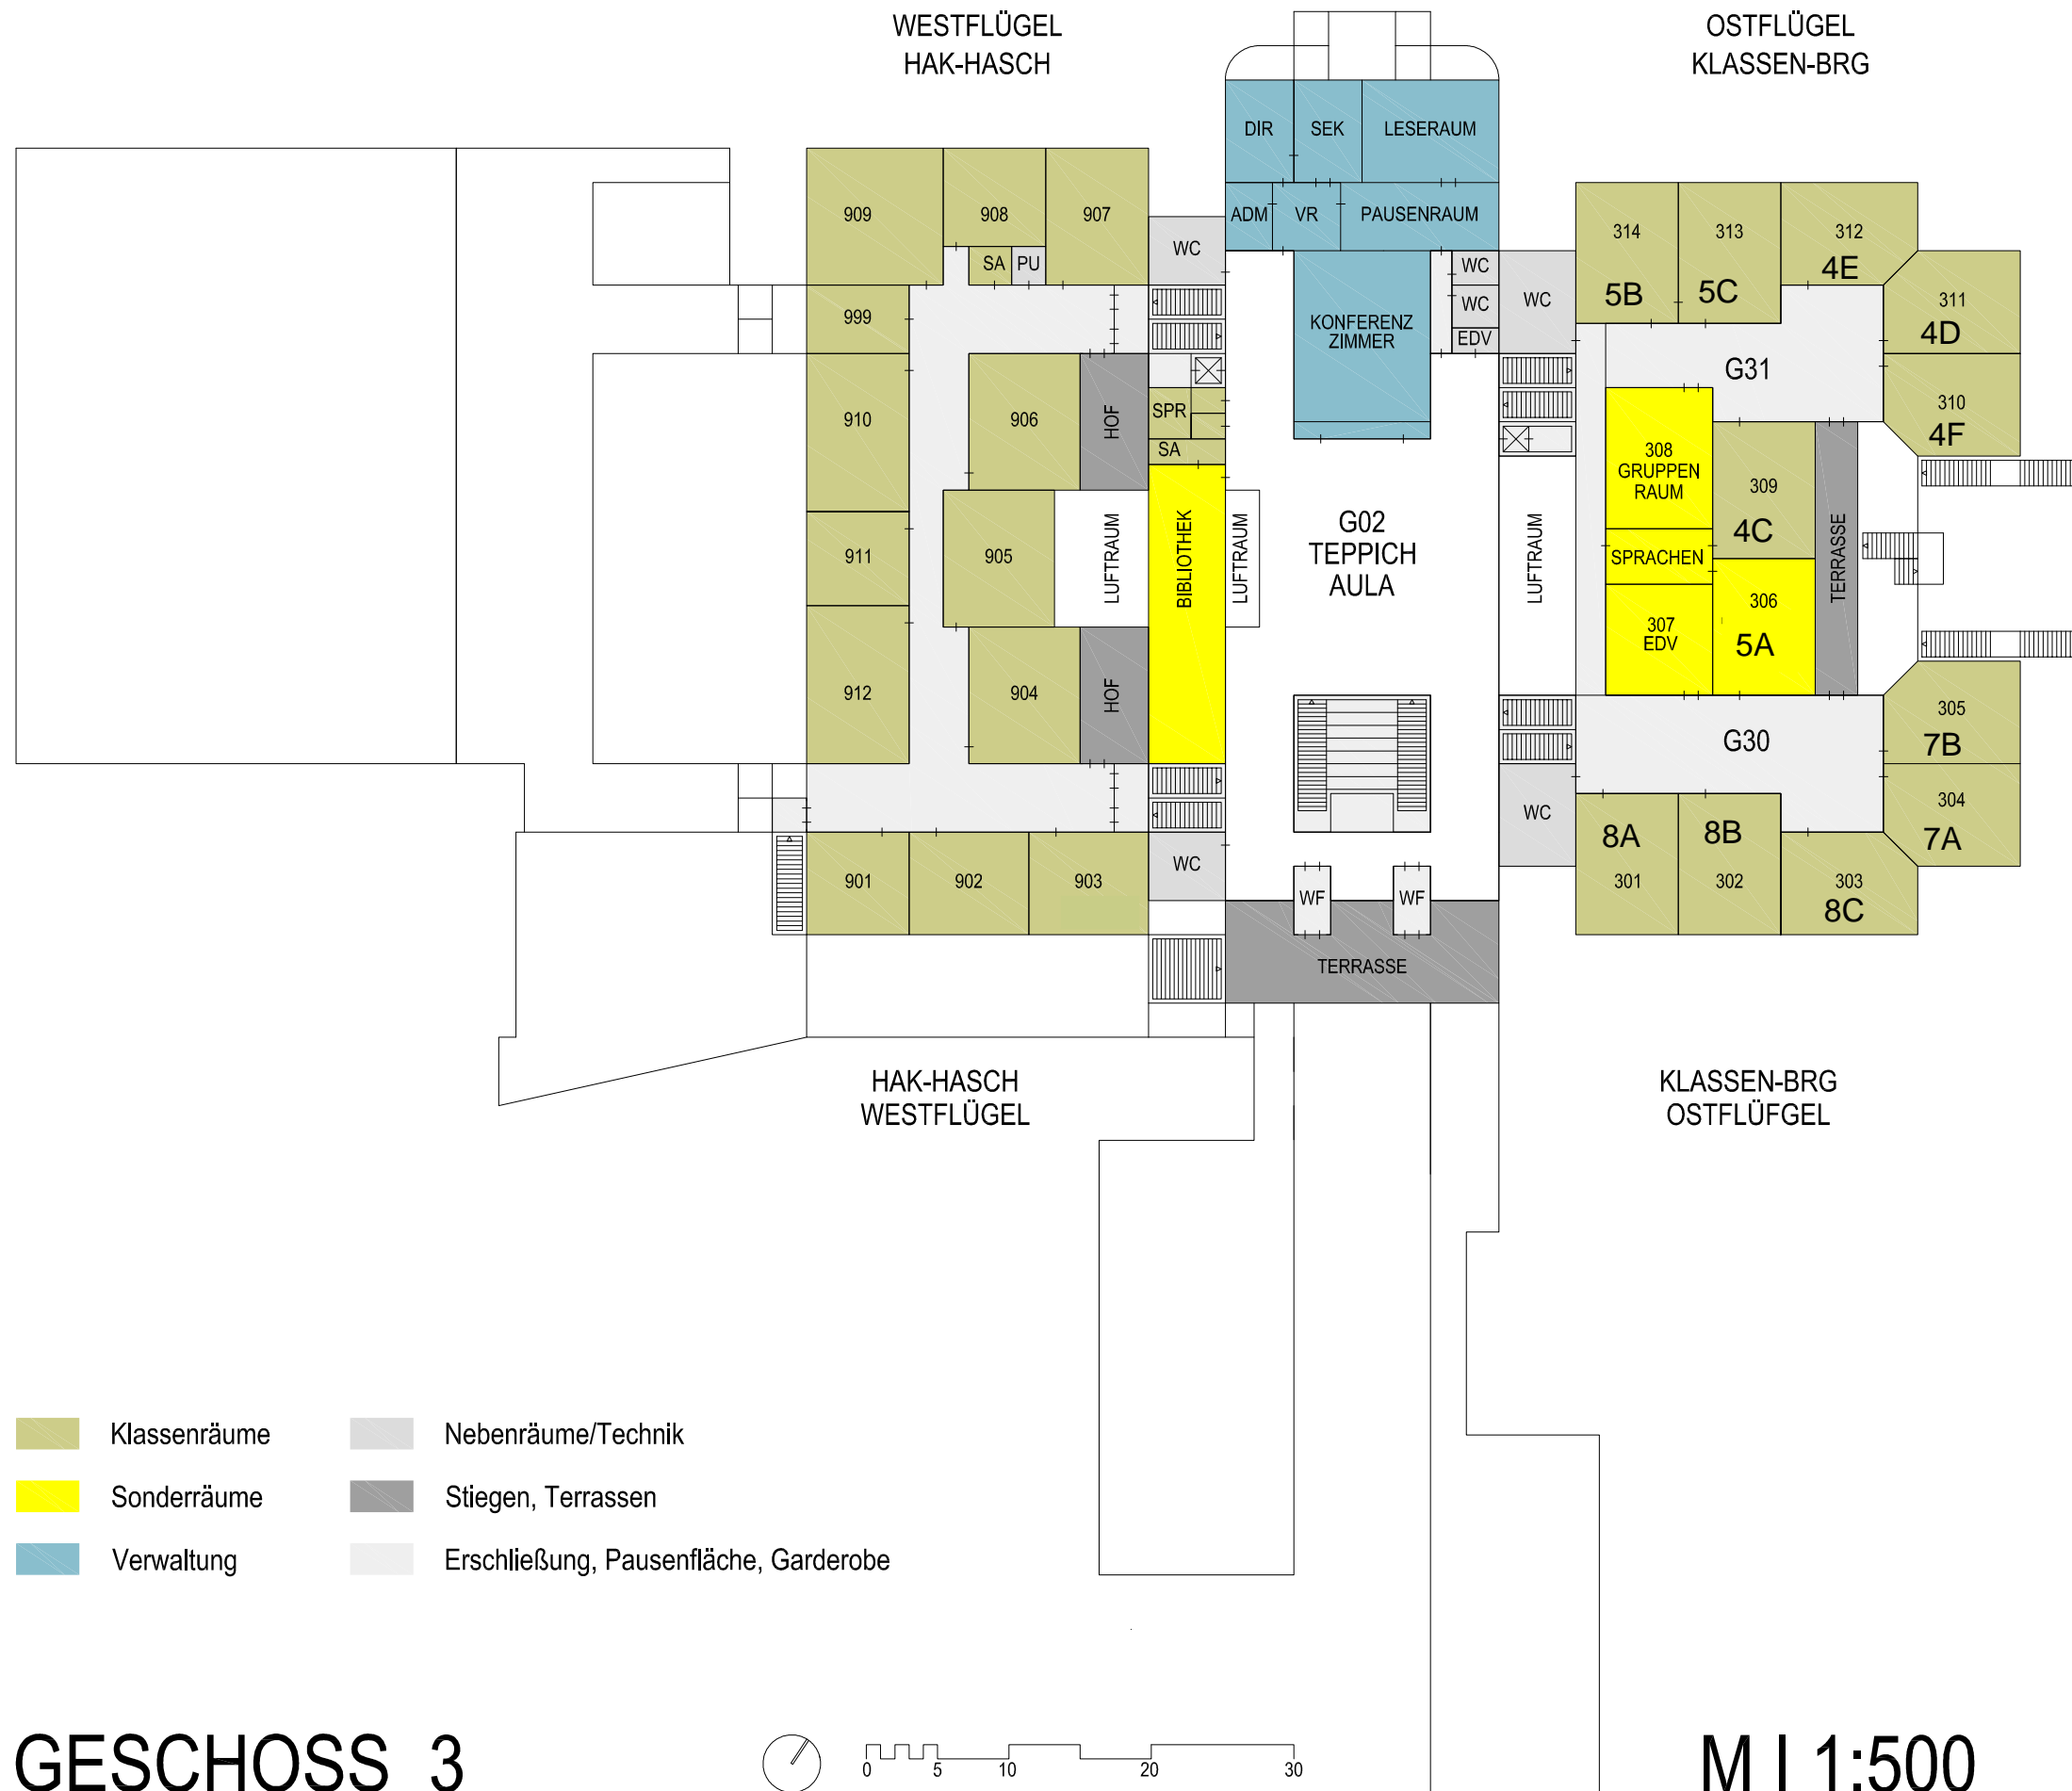 WESTFLÜGEL
HAK-HASCH
OSTFLÜGEL
KLASSEN-BRG
DIR
SEK
LESERAUM
ADM
VR
PAUSENRAUM
909
908
907
SA
PU
WC
999
910
906
HOF
SPR
SA
911
905
LUFTRAUM
BIBLIOTHEK
LUFTRAUM
912
904
HOF
901
902
903
WC
KONFERENZ
ZIMMER
WC
WC
EDV
WC
G02
TEPPICH
AULA
LUFTRAUM
WC
WF
WF
TERRASSE
314
5B
313
5C
312
4E
311
4D
310
4F
G31
308
GRUPPEN
RAUM
309
4C
SPRACHEN
307
EDV
306
5A
TERRASSE
305
7B
G30
304
7A
8A
301
8B
302
303
8C
HAK-HASCH
WESTFLÜGEL
KLASSEN-BRG
OSTFLÜFGEL
Klassenräume
Nebenräume/Technik
Sonderräume
Stiegen, Terrassen
Verwaltung
Erschließung, Pausenfläche, Garderobe
GESCHOSS 3
0 5 10 20 30
M I 1:500